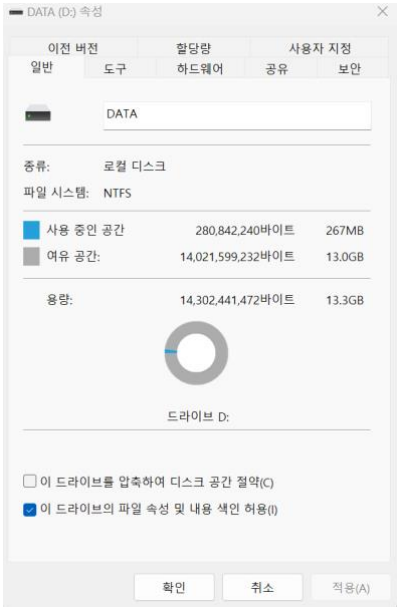 DATA (D:) 속성
이전 버전 할당량 사용자 지정
일반 도구 하드웨어 공유 보안
DATA
종류: 로컬 디스크
파일 시스템: NTFS
사용 중인 공간 280,842,240바이트 267MB
여유 공간: 14,021,599,232바이트 13.0GB
용량: 14,302,441,472바이트 13.3GB
드라이브 D:
이 드라이브를 압축하여 디스크 공간 절약(C)
이 드라이브의 파일 속성 및 내용 색인 허용(I)
확인 취소 적용(A)